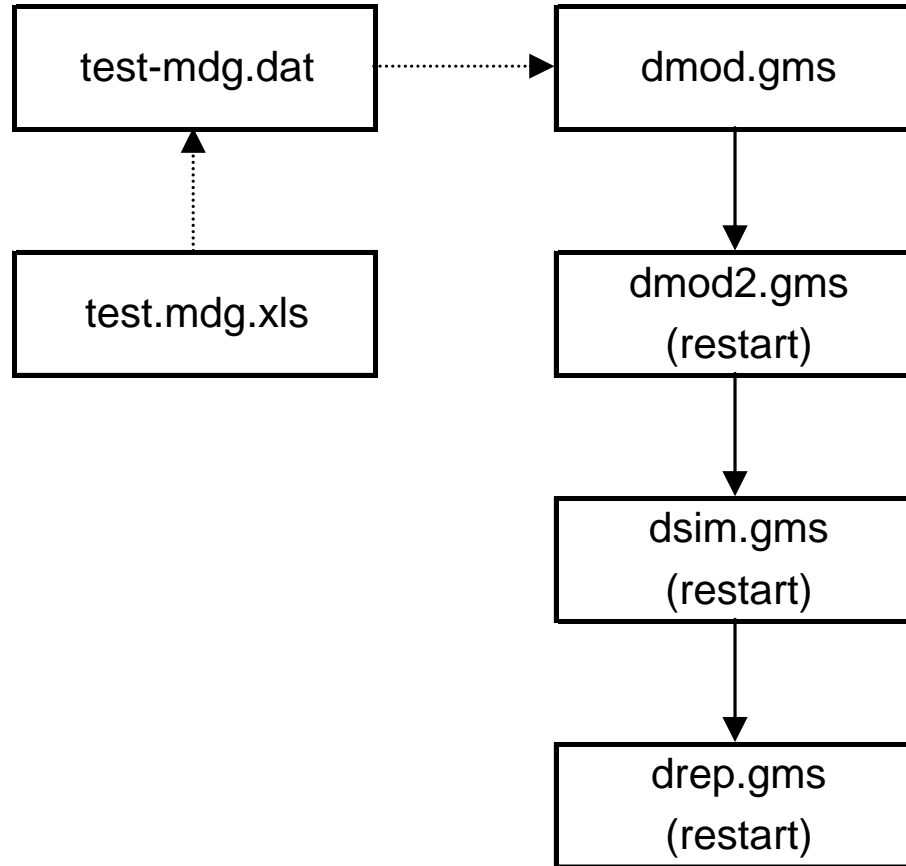 test-mdg.dat
dmod.gms
test.mdg.xls
dmod2.gms
(restart)
dsim.gms
(restart)
drep.gms
(restart)